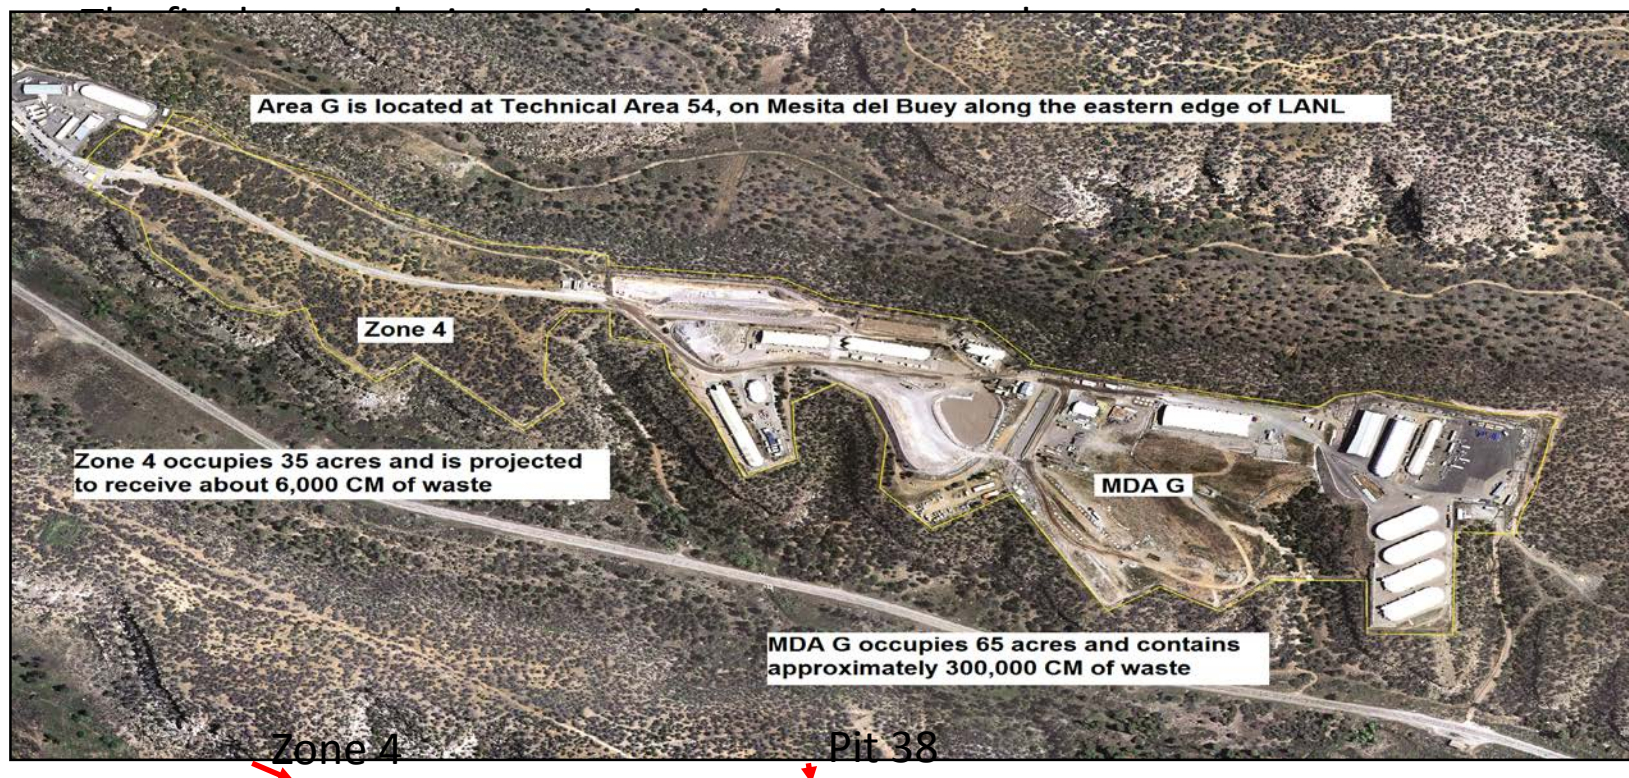 Area G is located at Technical Area 54, on Mesita del Buey along the eastern edge of LANL
Zone 4
Zone 4 occupies 35 acres and is projected
to receive about 6,000 CM of waste
MDA G
MDA G occupies 65 acres and contains
approximately 300,000 CM of waste
Zone 4
Pit 38